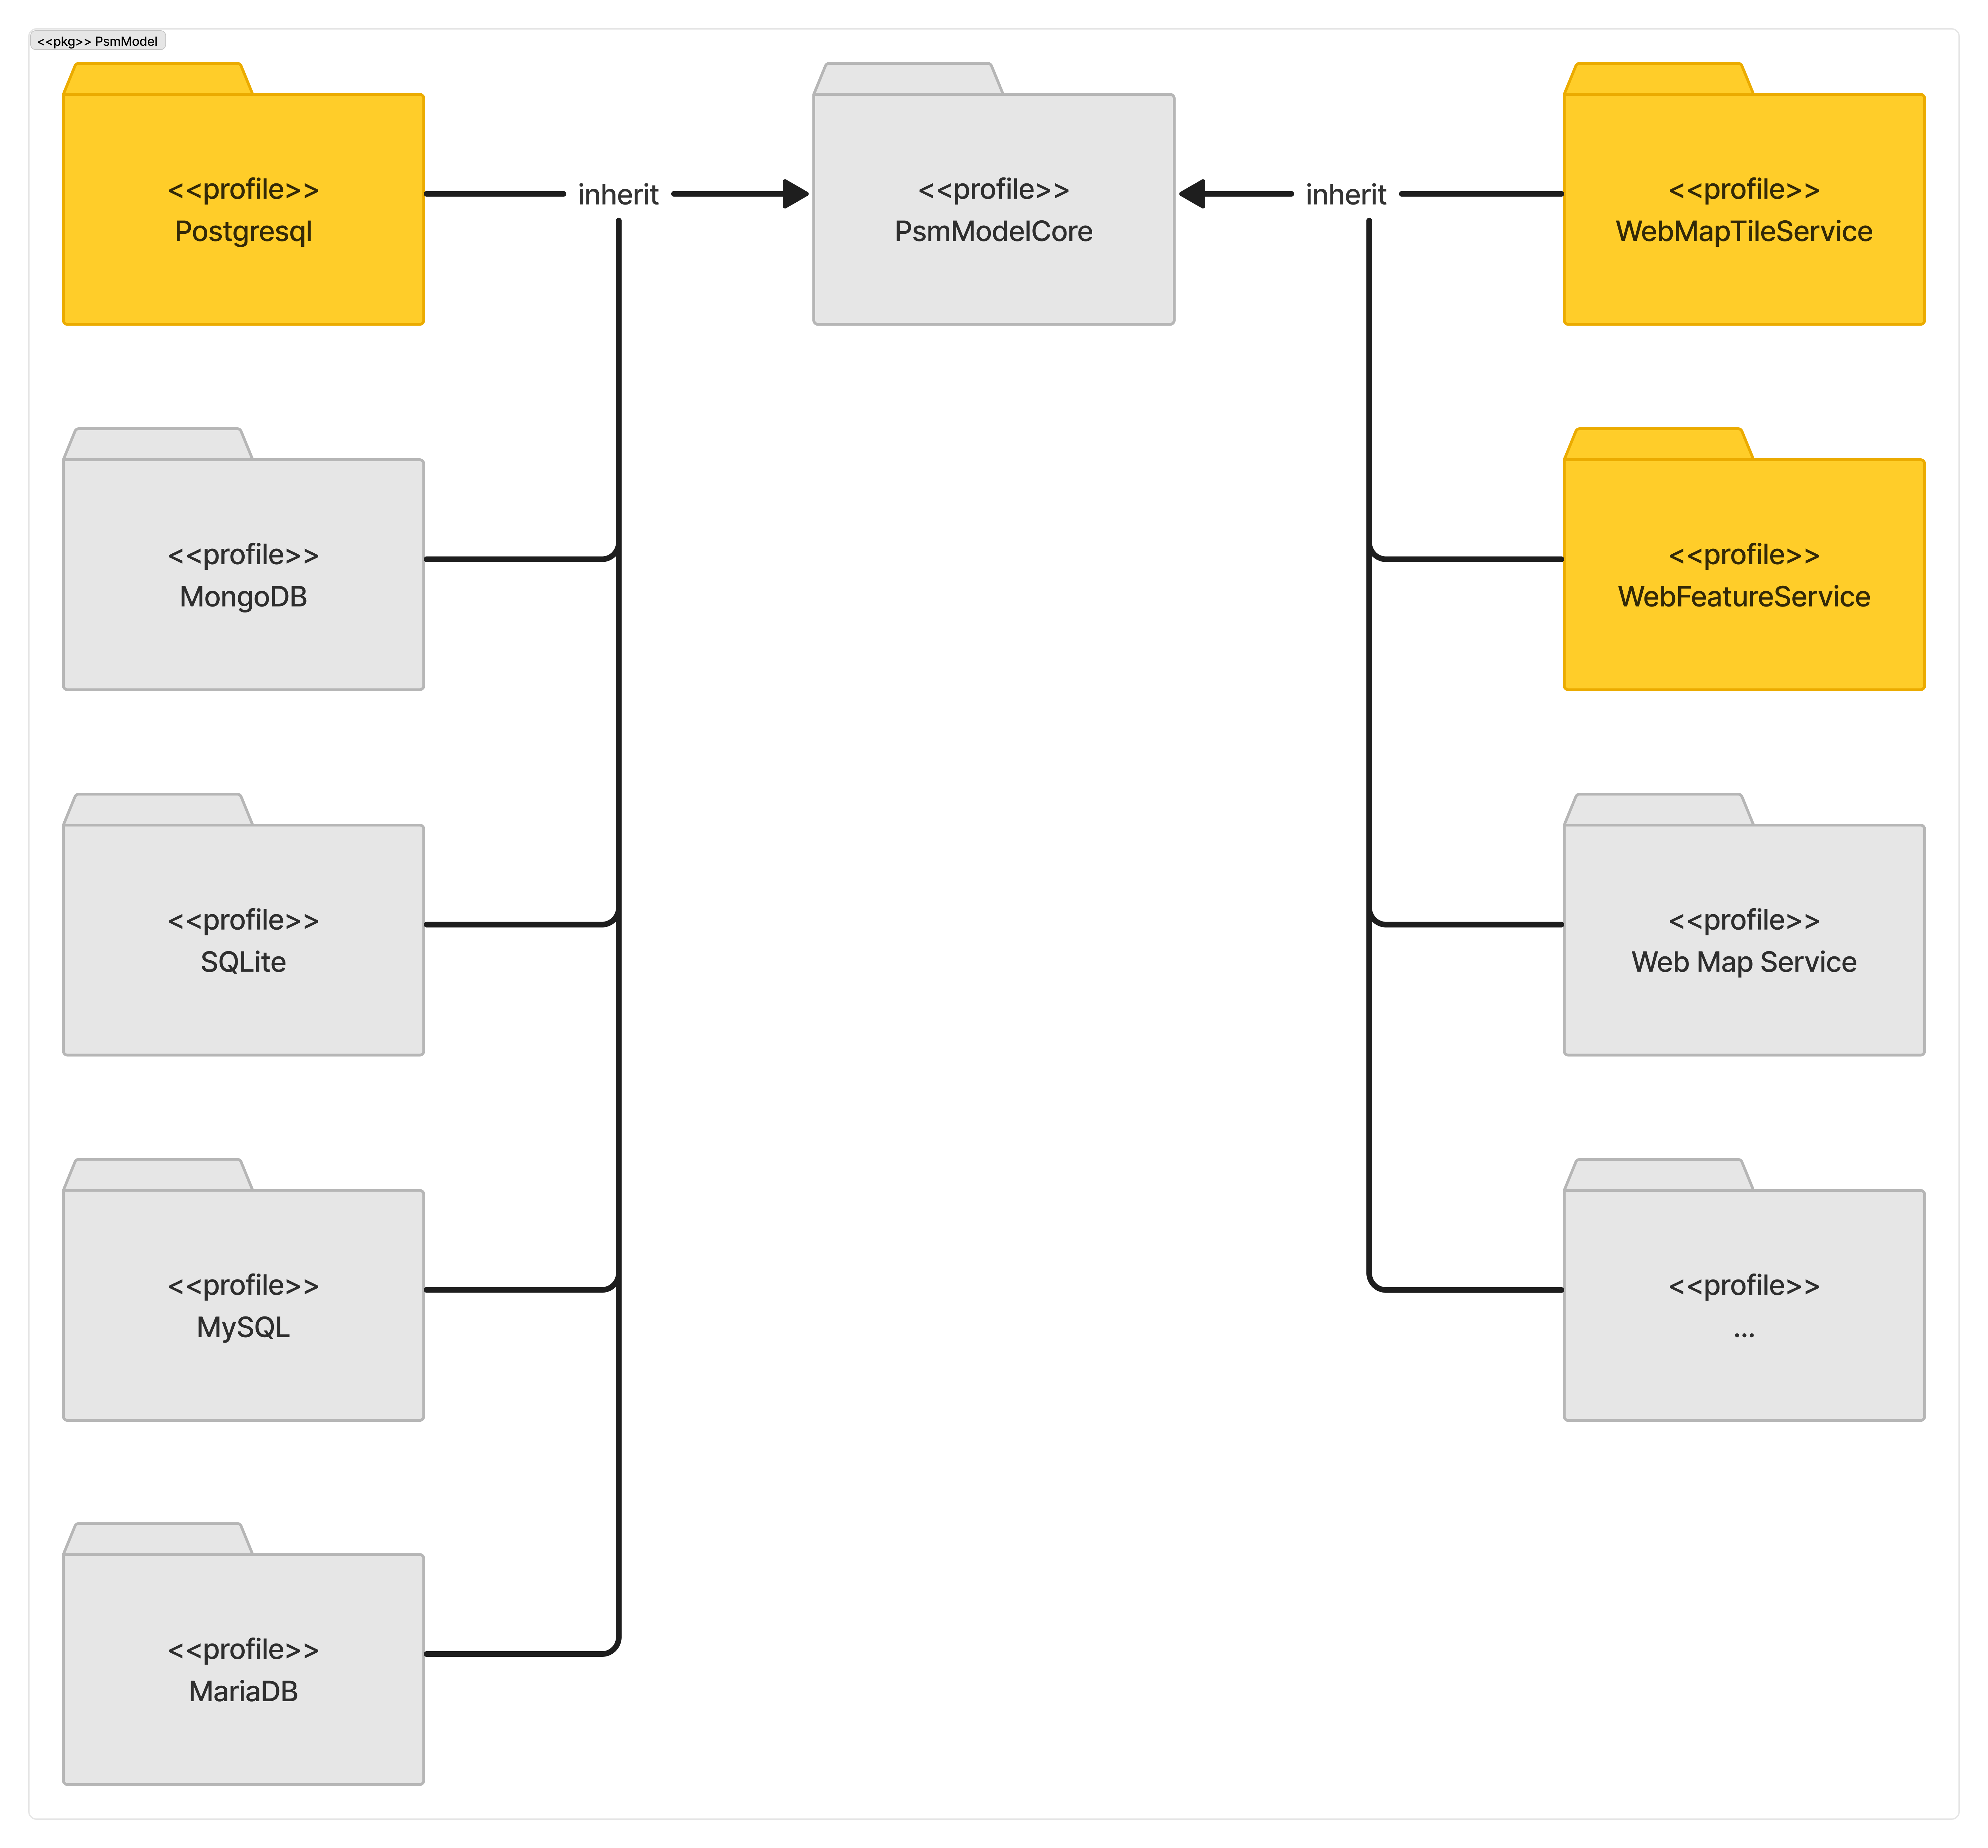 <<pkg>> PsmModel
<<profile>>
Postgresql
inherit
<<profile>>
PsmModelCore
inherit
<<profile>>
WebMapTileService
<<profile>>
MongoDB
<<profile>>
WebFeatureService
<<profile>>
SQLite
<<profile>>
Web Map Service
<<profile>>
MySQL
<<profile>>
...
<<profile>>
MariaDB